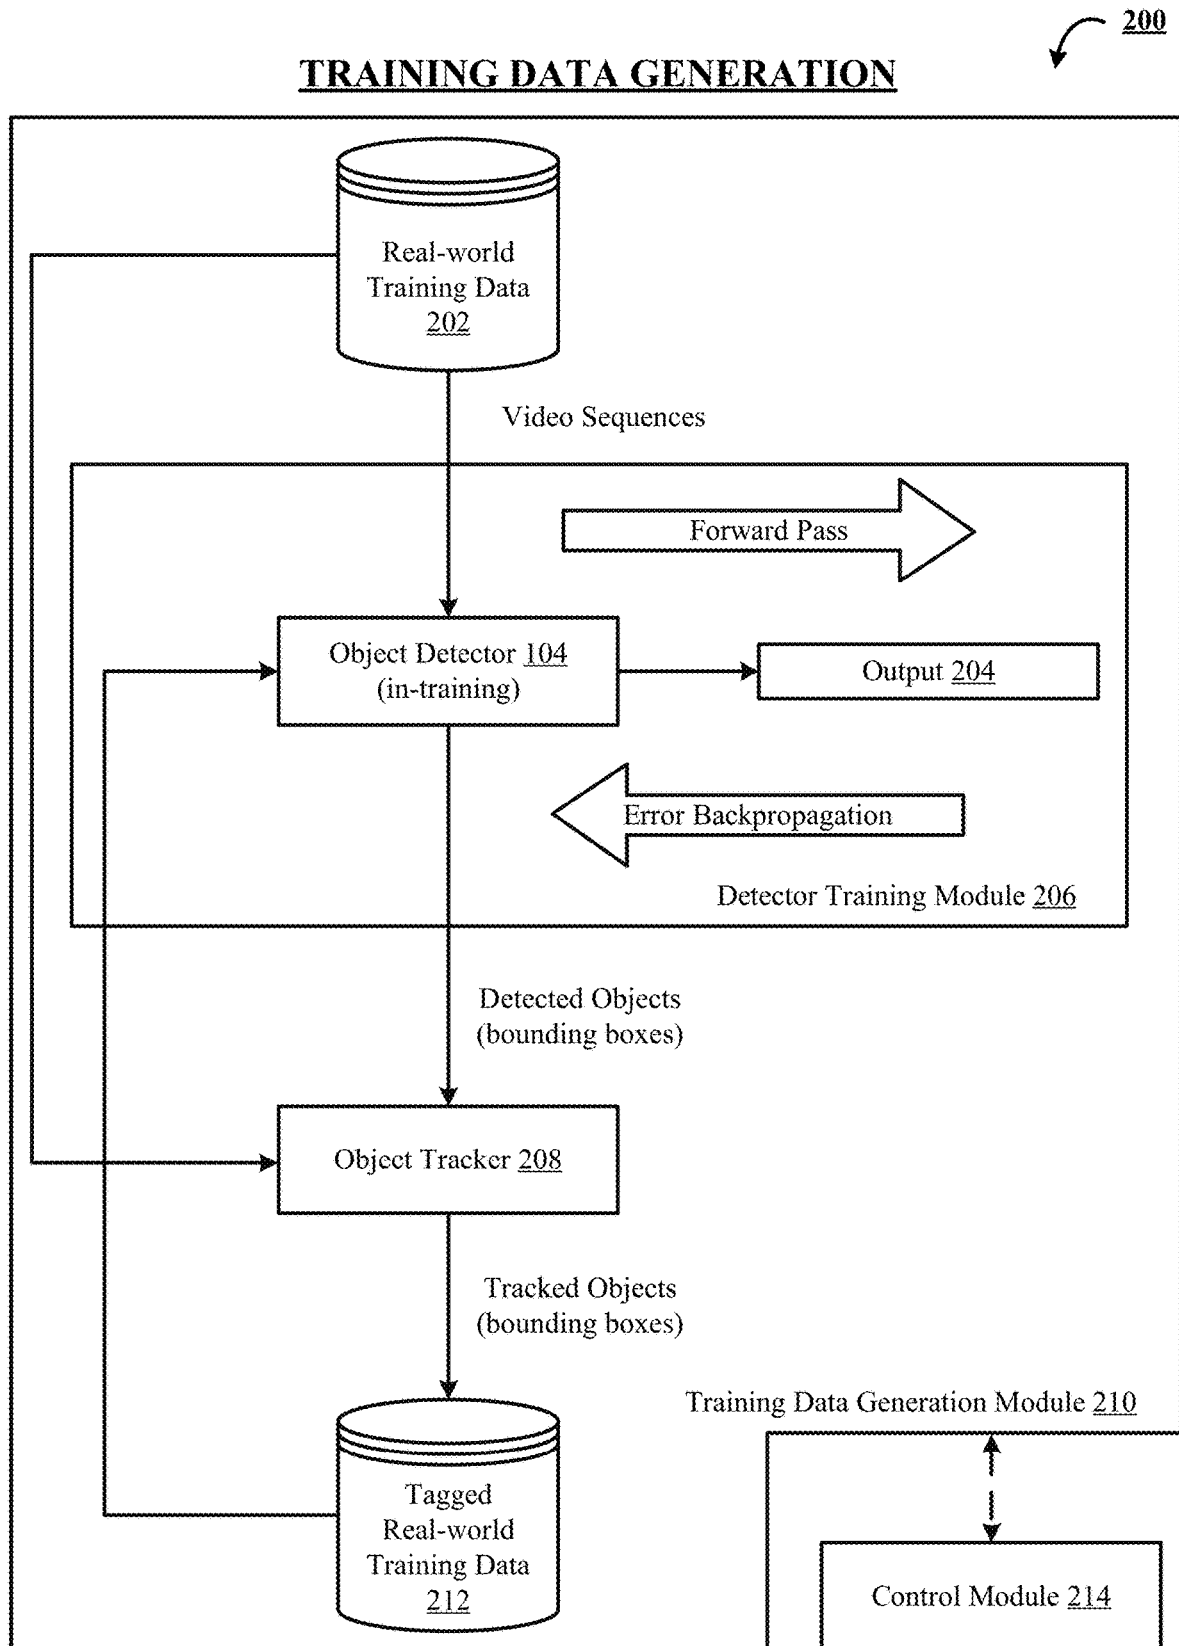 200
TRAINING DATA GENERATION
Real-world
Training Data
202
Video Sequences
Forward Pass
Object Detector 104
(in-training)
Output 204
Error Backpropagation
Detector Training Module 206
Detected Objects
(bounding boxes)
Object Tracker 208
Tracked Objects
(bounding boxes)
Training Data Generation Module 210
Tagged
Real-world
Training Data
212
Control Module 214